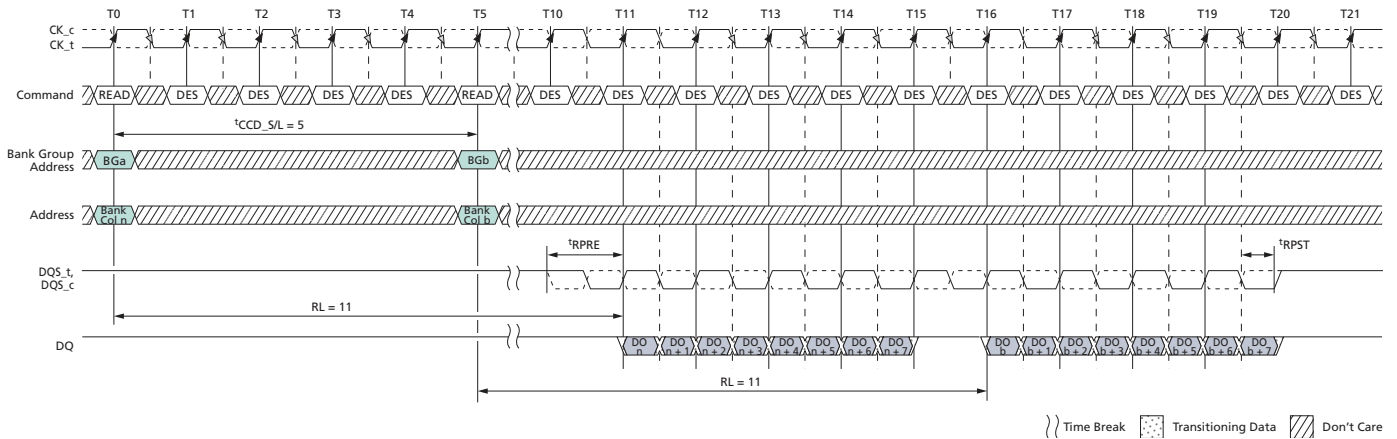 T0 T1 T2 T3 T4 T5 T10 T11 T12 T13 T14 T15 T16 T17 T18 T19 T20 T21
CK_c
CK_t
Command READ DES DES DES DES READ DES DES DES DES DES DES DES DES DES DES DES DES
tCCD_S/L = 5
Bank Group
Address
BGa BGb
Address
Bank
Col n
Bank
Col b
tRPRE tRPST
DQS_t,
DQS_c
RL = 11
DQ
DO
n
DO
n + 1
DO
n + 2
DO
n + 3
DO
n + 4
DO
n + 5
DO
n + 6
DO
n + 7
DO
b
DO
b + 1
DO
b + 2
DO
b + 3
DO
b + 4
DO
b + 5
DO
b + 6
DO
b + 7
RL = 11
Time Break Transitioning Data Don't Care